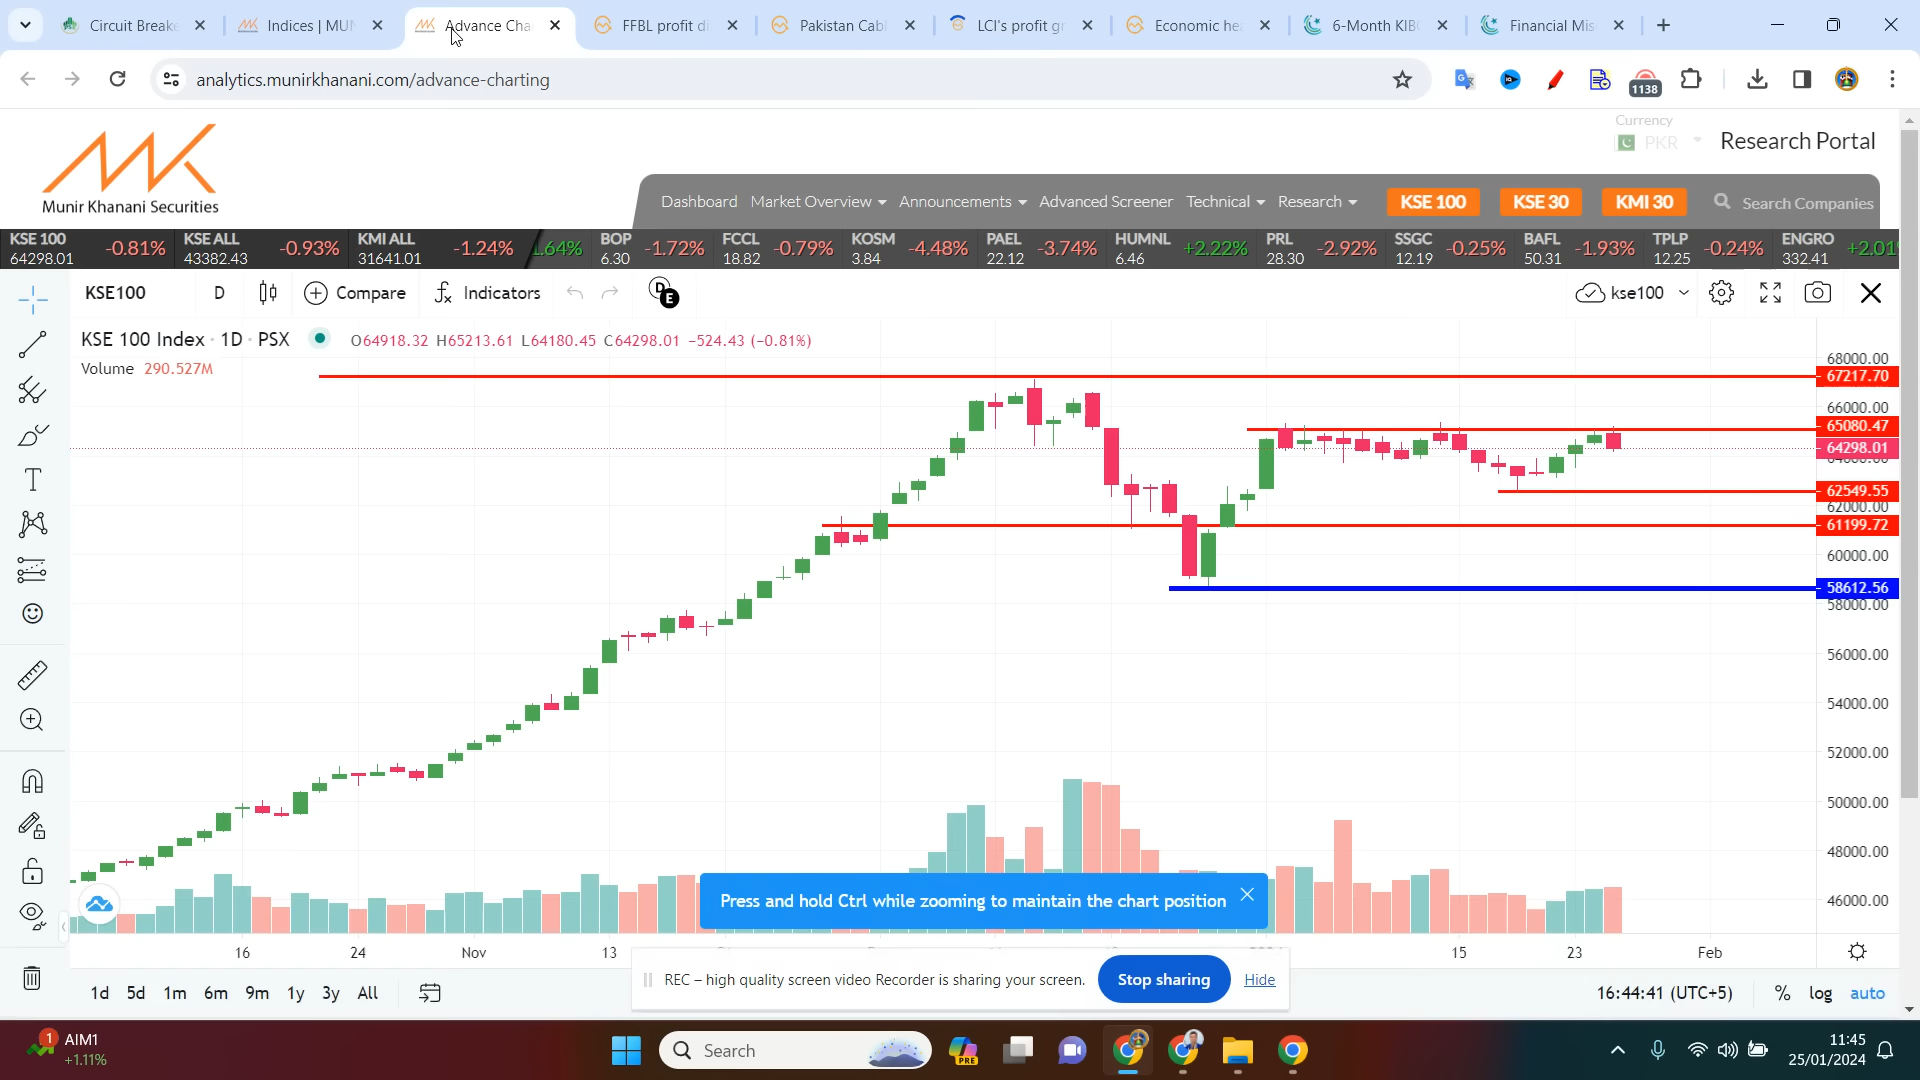 Circuit Breake
Indices | MUN
Advance Cha
FFBL profit di
Pakistan Cabl
LCI's profit gr
Economic he
6-Month KIB
Financial Mis
analytics.munirkhanani.com/advance-charting
1138
Munir Khanani Securities
Currency
PKR
Research Portal
Dashboard Market Overview Announcements Advanced Screener Technical Research KSE 100 KSE 30 KMI 30 Search Companies
KSE 100 64298.01 -0.81%
KSE ALL 43382.43 -0.93%
KMI ALL 31641.01 -1.24%
1.64%
BOP 6.30 -1.72%
FCCL 18.82 -0.79%
KOSM 3.84 -4.48%
PAEL 22.12 -3.74%
HUMNL 6.46 +2.22%
PRL 28.30 -2.92%
SSGC 12.19 -0.25%
BAFL 50.31 -1.93%
TPLP 12.25 -0.24%
ENGRO 332.41 +2.01
KSE100 D Compare Indicators D E kse100
KSE 100 Index · 1D · PSX O64918.32 H65213.61 L64180.45 C64298.01 -524.43 (-0.81%)
Volume 290.527M
68000.00
67217.70
66000.00
65080.47
64298.01
62549.55
62000.00
61199.72
60000.00
58612.56
58000.00
56000.00
54000.00
52000.00
50000.00
48000.00
46000.00
Press and hold Ctrl while zooming to maintain the chart position
16 24 Nov 13 15 23 Feb
REC – high quality screen video Recorder is sharing your screen. Stop sharing Hide
1d 5d 1m 6m 9m 1y 3y All
16:44:41 (UTC+5) % log auto
1
AIM1
+1.11%
Search
PRE
11:45
25/01/2024